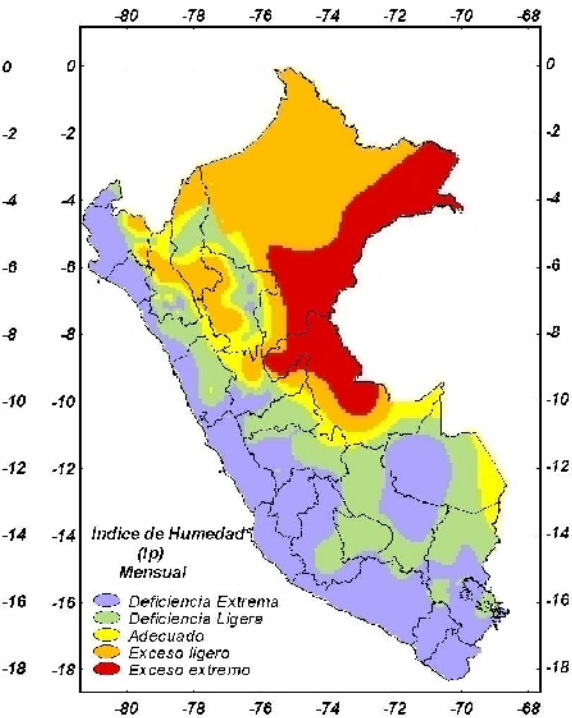 -80 -78 -76 -74 -72 -70 -68
0 0 0
-2 -2 -2
-4 -4 -4
-6 -6 -6
-8 -8 -8
-10 -10 -10
-12 -12 12
-14 -14 -14
Indice de Humedad
(Ip)
Mensual
-16 -16 -16
Deficiencia Extrema
Deficiencia Ligera
Adecuado
Exceso ligero
-18 -18 -18
Exceso extremo
-80 -78 -76 -74 -72 -70 -68